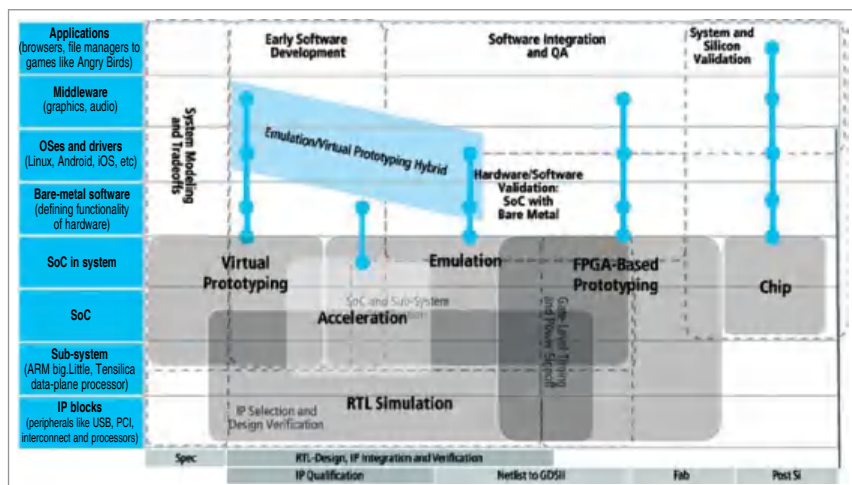 Applications
(browsers, file managers to
games like Angry Birds)
Middleware
(graphics, audio)
OSes and drivers
(Linux, Android, iOS, etc)
Bare-metal software
(defining functionality
of hardware)
SoC in system
SoC
Sub-system
(ARM big.Little, Tensilica
data-plane processor)
IP blocks
(peripherals like USB, PCI,
interconnect and processors)
System Modeling
and Tradeoffs
Early Software
Development
Software Integration
and QA
System and
Silicon
Validation
Emulation/Virtual Prototyping Hybrid
Hardware/Software
Validation:
SoC with
Bare Metal
Virtual
Prototyping
Emulation
FPGA-Based
Prototyping
Chip
SoC and Sub-System
Acceleration
Gate-Level Timing
and Power Signoff
RTL Simulation
IP Selection and
Design Verification
Spec
RTL-Design, IP Integration and Verification
IP Qualification
Netlist to GDSII
Fab
Post Si